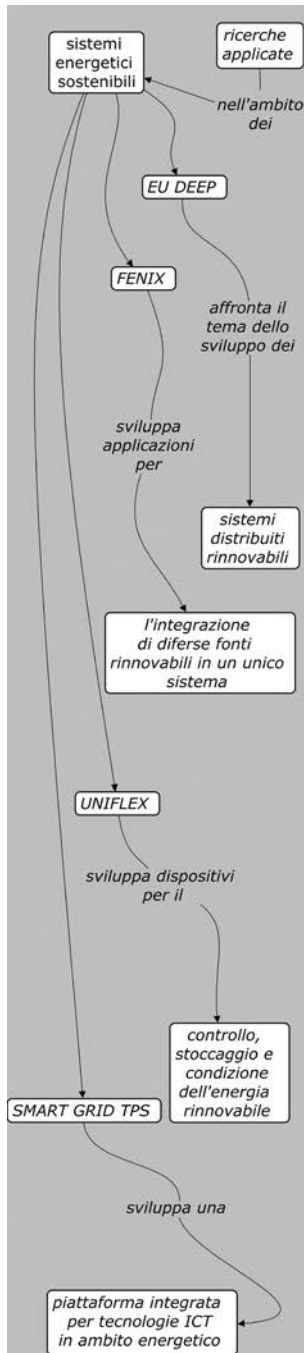 sistemi
energetici
sostenibili
ricerche
applicate
nell'ambito
dei
EU DEEP
FENIX
affronta il
tema dello
sviluppo dei
sviluppa
applicazioni
per
sistemi
distribuiti
rinnovabili
l'integrazione
di diferse fonti
rinnovabili in un unico
sistema
UNIFLEX
sviluppa dispositivi
per il
controllo,
stoccaggio e
condizione
dell'energia
rinnovabile
SMART GRID TPS
sviluppa una
piattaforma integrata
per tecnologie ICT
in ambito energetico